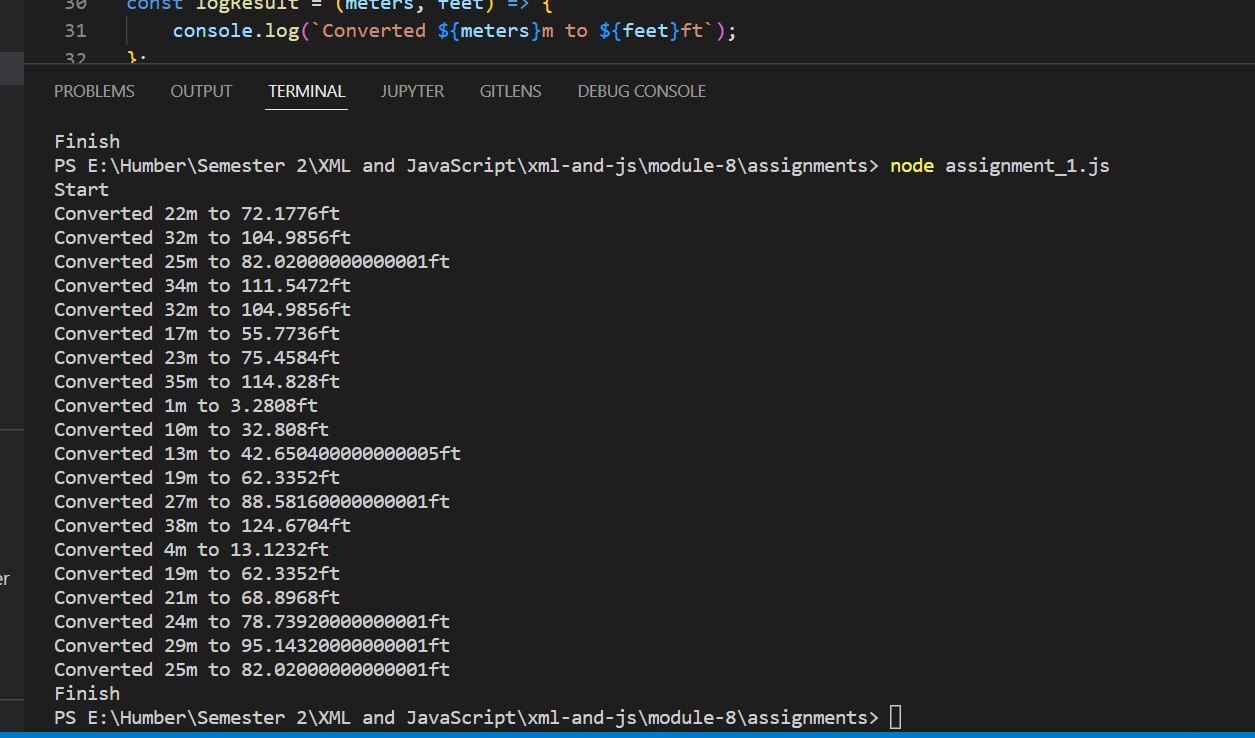 30 const logResult = (meters, feet) => {
31 console.log(`Converted ${meters}m to ${feet}ft`);
32 };
PROBLEMS OUTPUT TERMINAL JUPYTER GITLENS DEBUG CONSOLE
Finish
PS E:\Humber\Semester 2\XML and JavaScript\xml-and-js\module-8\assignments> node assignment_1.js
Start
Converted 22m to 72.1776ft
Converted 32m to 104.9856ft
Converted 25m to 82.02000000000001ft
Converted 34m to 111.5472ft
Converted 32m to 104.9856ft
Converted 17m to 55.7736ft
Converted 23m to 75.4584ft
Converted 35m to 114.828ft
Converted 1m to 3.2808ft
Converted 10m to 32.808ft
Converted 13m to 42.650400000000005ft
Converted 19m to 62.3352ft
Converted 27m to 88.58160000000001ft
Converted 38m to 124.6704ft
Converted 4m to 13.1232ft
er
Converted 19m to 62.3352ft
Converted 21m to 68.8968ft
Converted 24m to 78.73920000000001ft
Converted 29m to 95.14320000000001ft
Converted 25m to 82.02000000000001ft
Finish
PS E:\Humber\Semester 2\XML and JavaScript\xml-and-js\module-8\assignments>